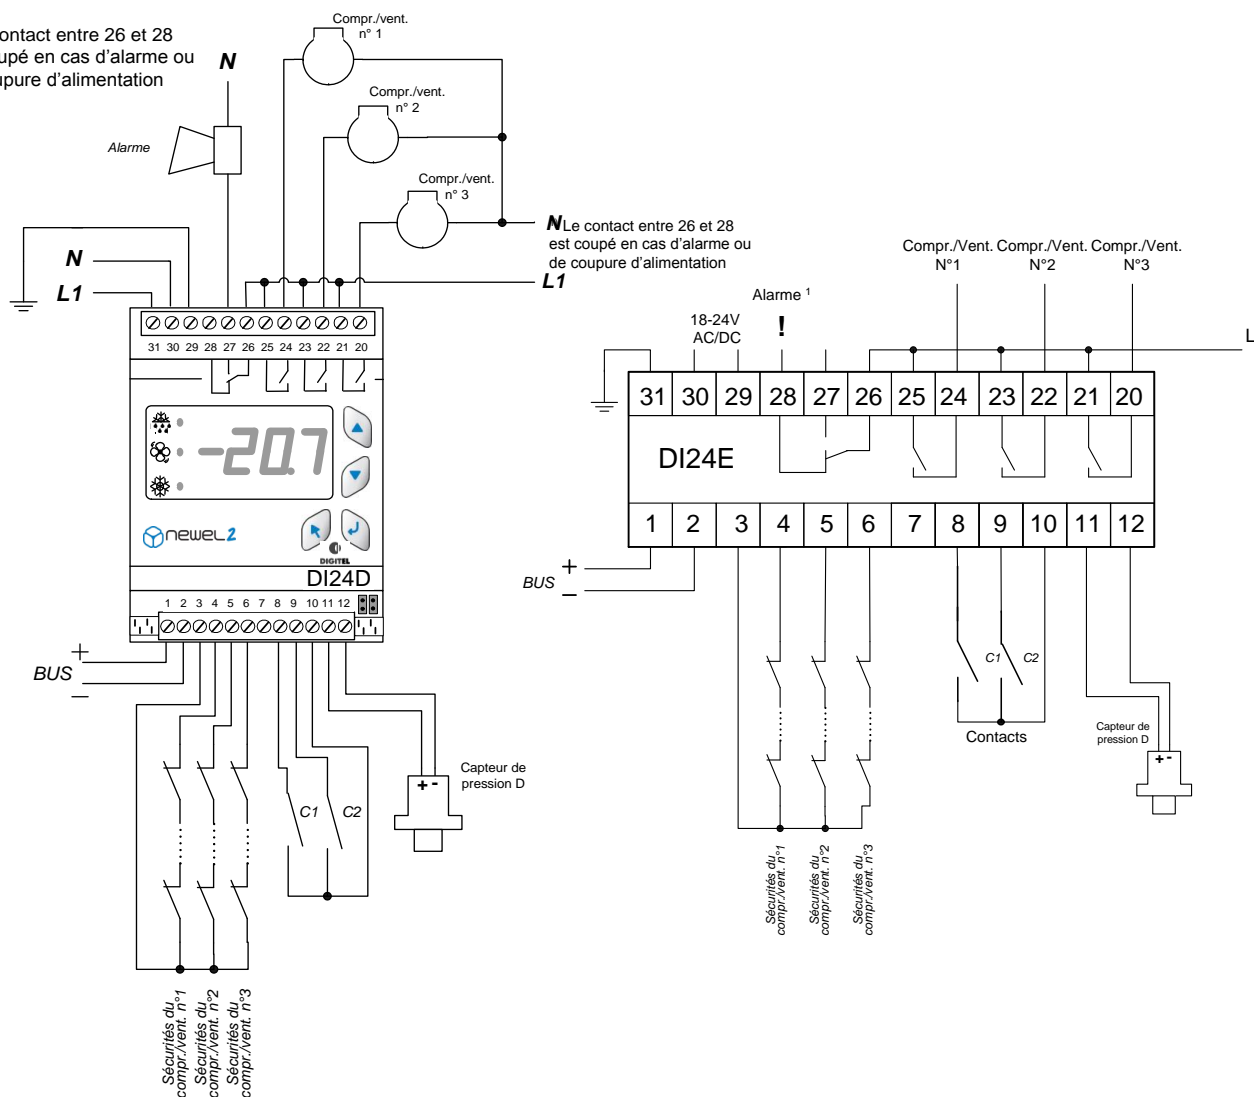 ontact entre 26 et 28
upé en cas d'alarme ou
upure d'alimentation
N
Alarme
Compr./vent.
n° 1
Compr./vent.
n° 2
Compr./vent.
n° 3
N
L1
N Le contact entre 26 et 28
est coupé en cas d'alarme ou
de coupure d'alimentation
L1
31 30 29 28 27 26 25 24 23 22 21 20
-20.7
newel2
DIGITEL
DI24D
1 2 3 4 5 6 7 8 9 10 11 12
+
BUS
–
C1 C2
+ -
Capteur de
pression D
Sécurités du
compr./vent. n°1
Sécurités du
compr./vent. n°2
Sécurités du
compr./vent. n°3
Compr./Vent. Compr./Vent. Compr./Vent.
N°1 N°2 N°3
Alarme 1
!
18-24V
AC/DC
L
31 30 29 28 27 26 25 24 23 22 21 20
DI24E
1 2 3 4 5 6 7 8 9 10 11 12
+
BUS
–
C1 C2
Contacts
Capteur de
pression D
+ -
Sécurités du
compr./vent. n°1
Sécurités du
compr./vent. n°2
Sécurités du
compr./vent. n°3